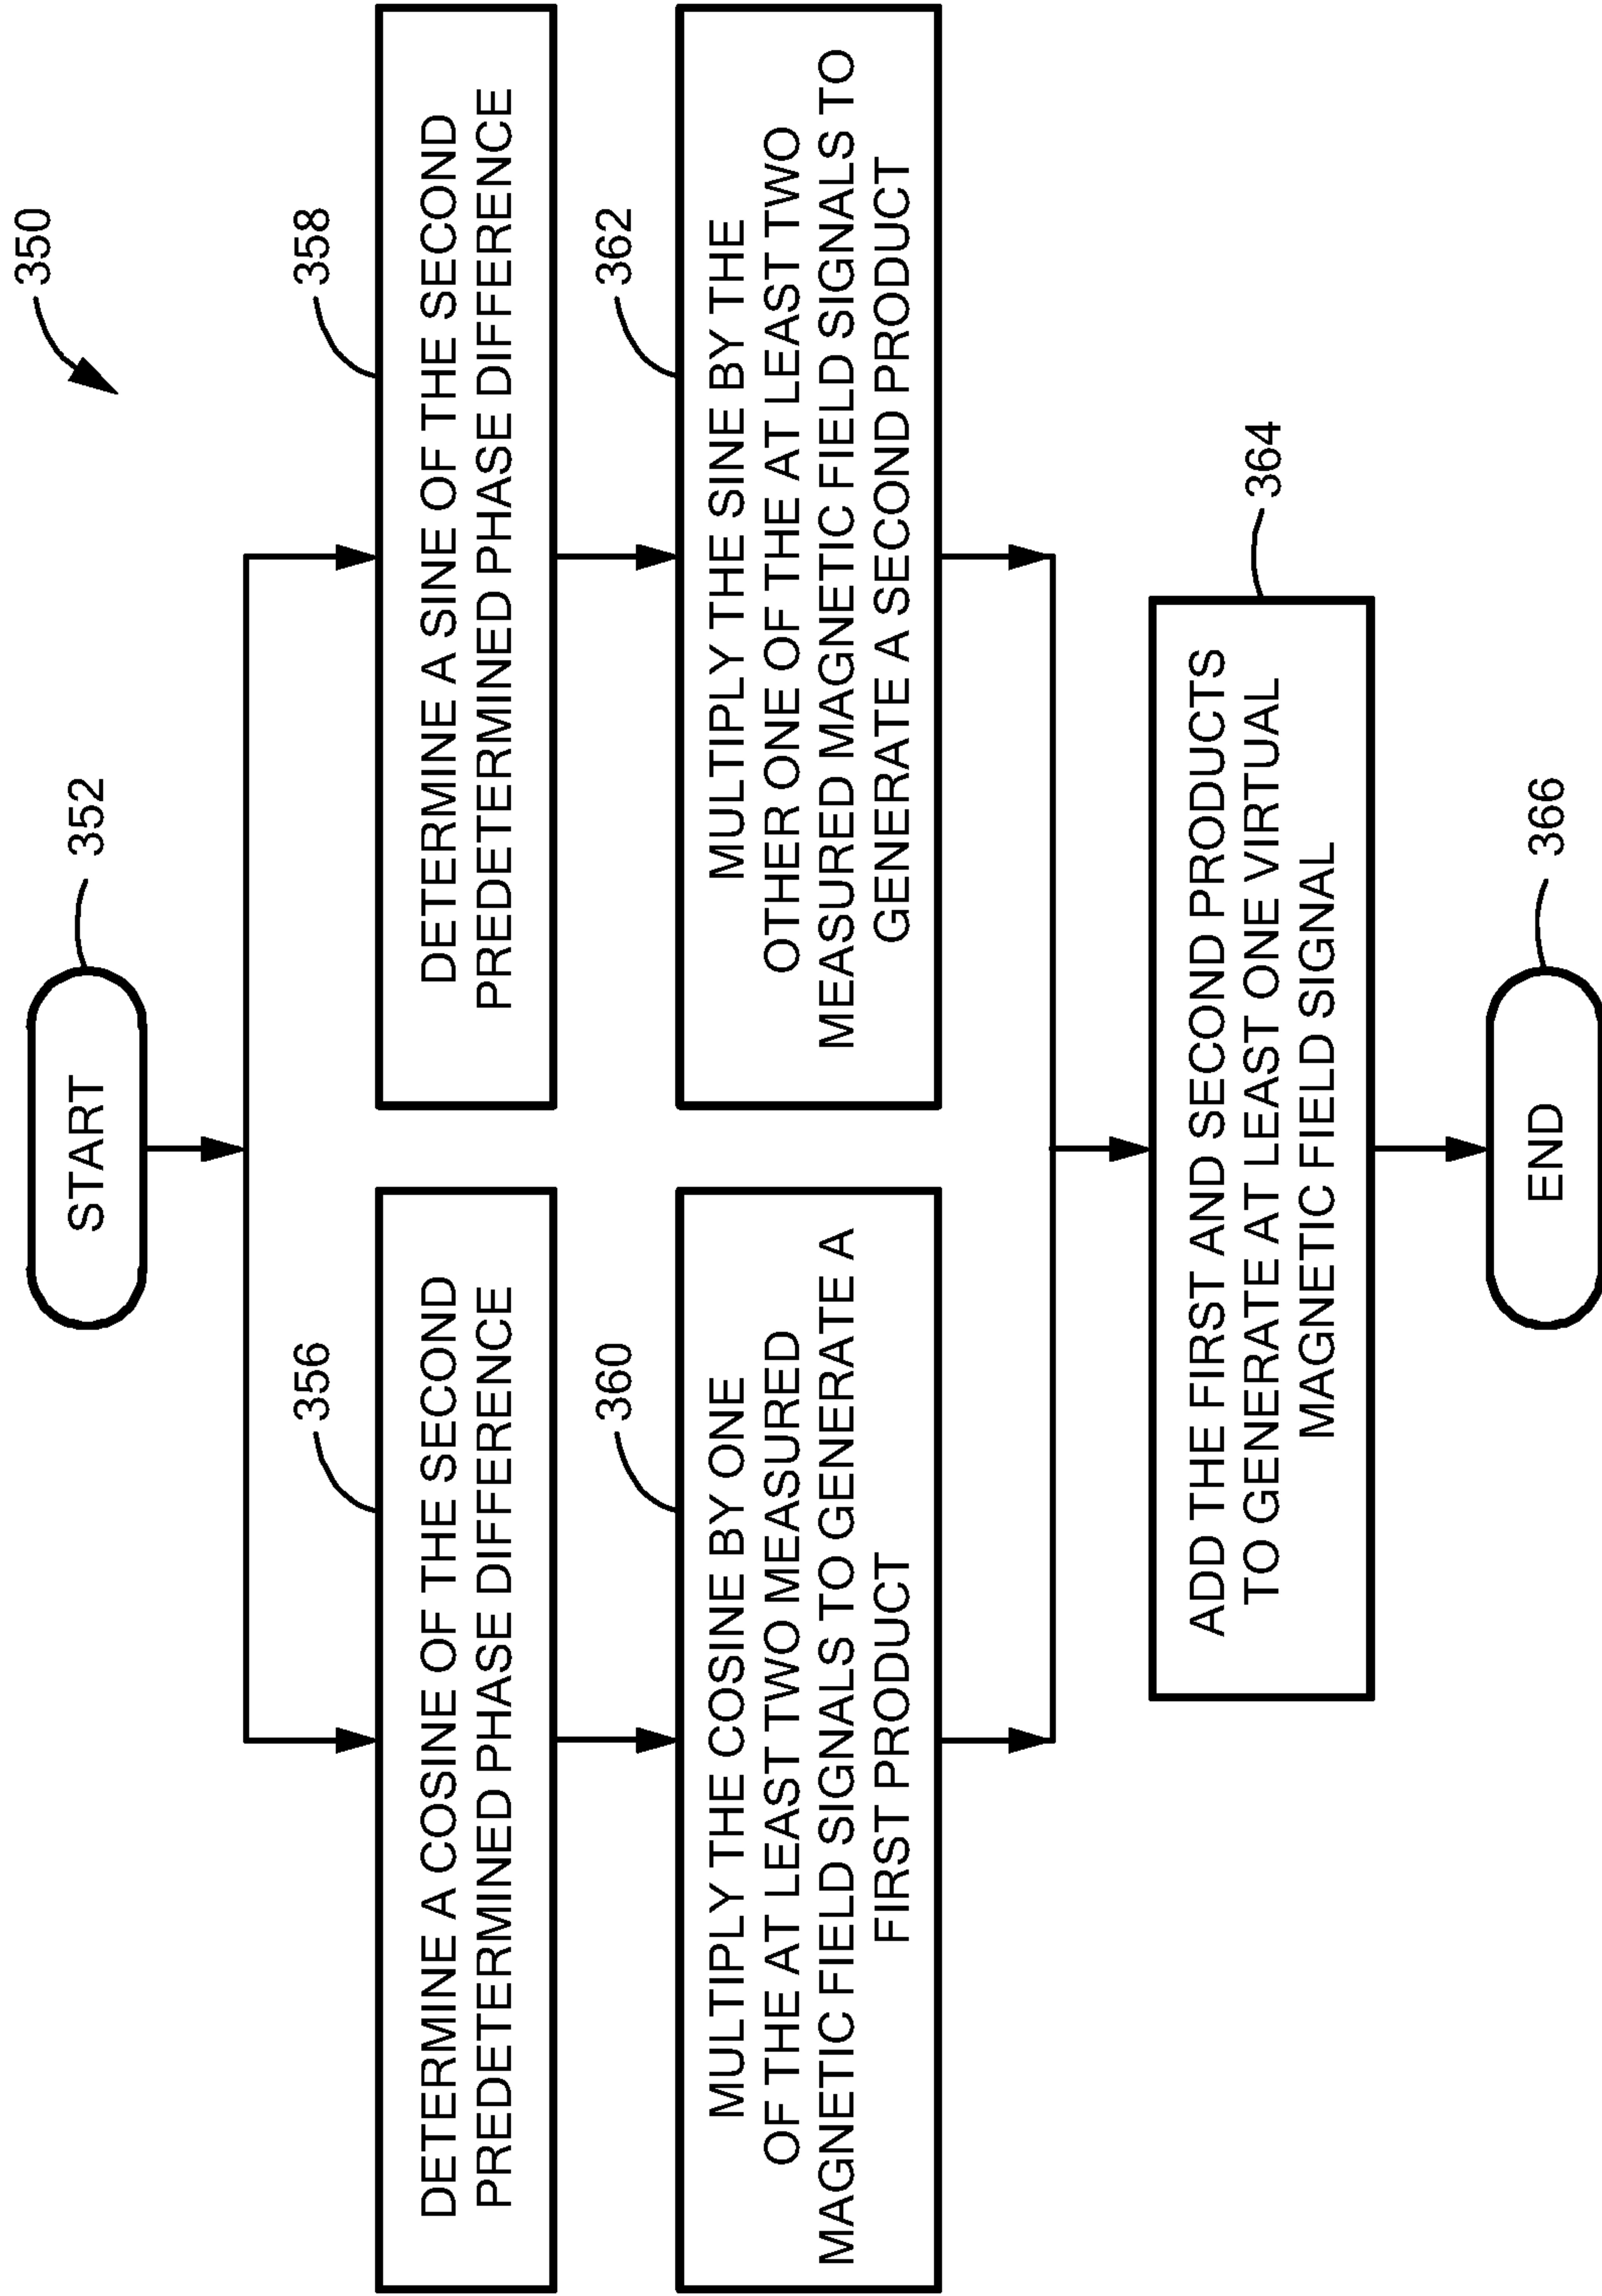 350
START
352
356
DETERMINE A COSINE OF THE SECOND
PREDETERMINED PHASE DIFFERENCE
358
DETERMINE A SINE OF THE SECOND
PREDETERMINED PHASE DIFFERENCE
360
MULTIPLY THE COSINE BY ONE
OF THE AT LEAST TWO MEASURED
MAGNETIC FIELD SIGNALS TO GENERATE A
FIRST PRODUCT
362
MULTIPLY THE SINE BY THE
OTHER ONE OF THE AT LEAST TWO
MEASURED MAGNETIC FIELD SIGNALS TO
GENERATE A SECOND PRODUCT
364
ADD THE FIRST AND SECOND PRODUCTS
TO GENERATE AT LEAST ONE VIRTUAL
MAGNETIC FIELD SIGNAL
END
366